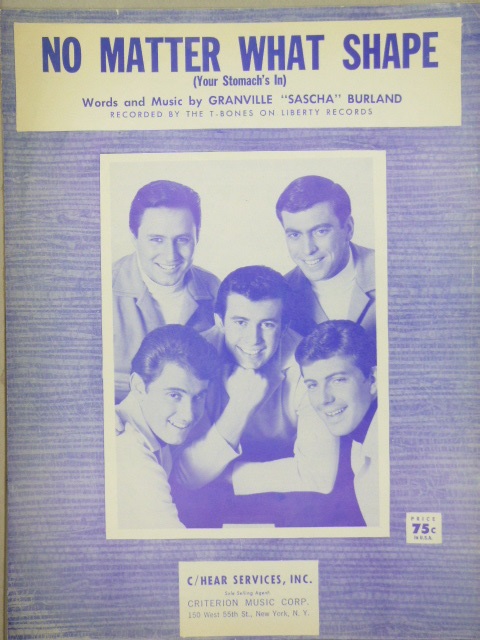 NO MATTER WHAT SHAPE
(Your Stomach's In)
Words and Music by GRANVILLE "SASCHA" BURLAND
RECORDED BY THE T-BONES ON LIBERTY RECORDS
PRICE
75c
IN U.S.A.
C/HEAR SERVICES, INC.
Sole Selling Agent:
CRITERION MUSIC CORP.
150 West 55th St., New York, N. Y.